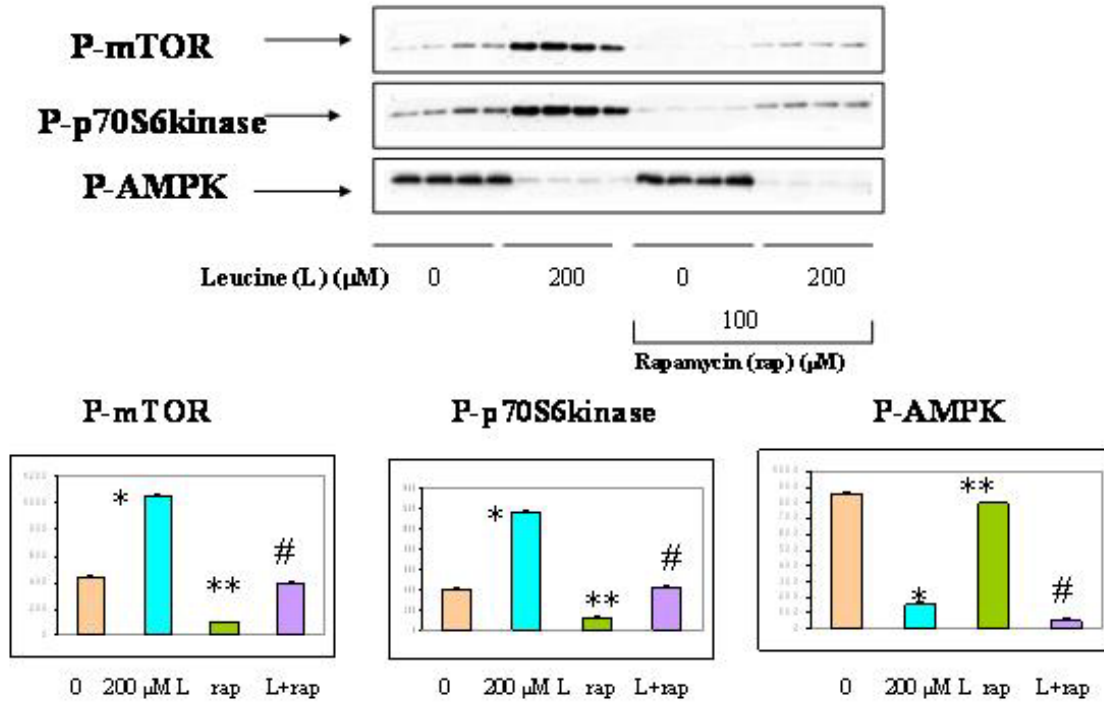 P-mTOR
P-p70S6kinase
P-AMPK
Leucine (L) (µM) 0 200 0 200
100
Rapamycin (rap) (µM)
P-mTOR P-p70S6kinase P-AMPK
* ** #
* ** #
* ** #
0 200 µM L rap L+rap
0 200 µM L rap L+rap
0 200 µM L rap L+rap